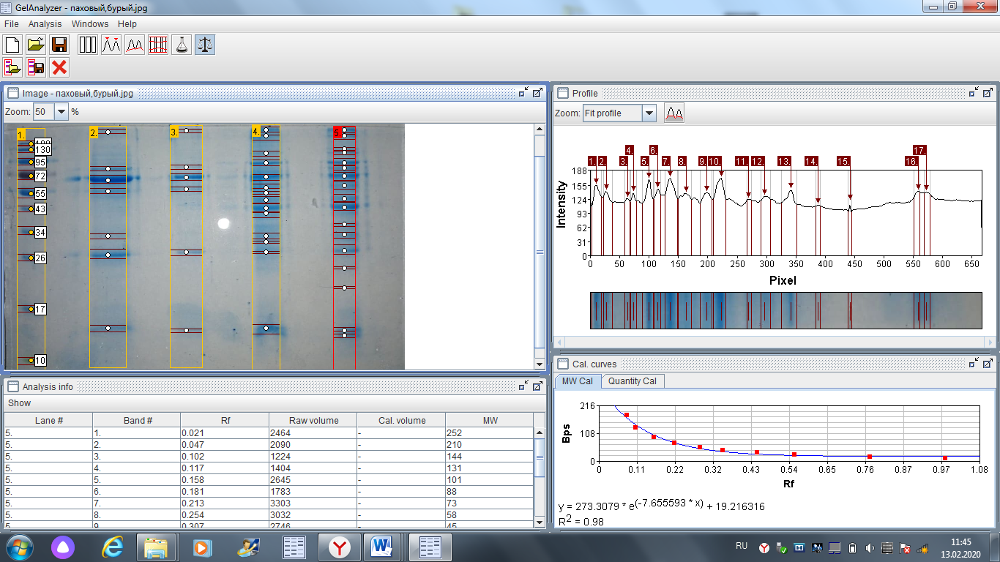 GelAnalyzer - паховый,бурый.jpg
File Analysis Windows Help
Image - паховый,бурый.jpg
Zoom: 50 %
1. 2. 3. 4. 5.
130
95
72
55
43
34
26
17
10
Profile
Zoom: Fit profile
4. 6. 17.
1. 2. 3. 5. 7. 8. 9. 10. 11. 12. 13. 14. 15. 16
188
155
124
93
62
31
0
Intensity
0 50 100 150 200 250 300 350 400 450 500 550 600 650
Pixel
Analysis info
Show
Lane # Band # Rf Raw volume Cal. volume MW
5. 1. 0.021 2464 - 252
5. 2. 0.047 2090 - 210
5. 3. 0.102 1224 - 144
5. 4. 0.117 1404 - 131
5. 5. 0.158 2645 - 101
5. 6. 0.181 1783 - 88
5. 7. 0.213 3303 - 73
5. 8. 0.254 3032 - 58
5. 9. 0.307 2746 - 45
Cal. curves
MW Cal Quantity Cal
216
108
0
Bps
0 0.11 0.22 0.32 0.43 0.54 0.65 0.76 0.87 0.97 1.08
Rf
y = 273.3079 * e(-7.655593 * x) + 19.216316
R2 = 0.98
RU
11:45
13.02.2020